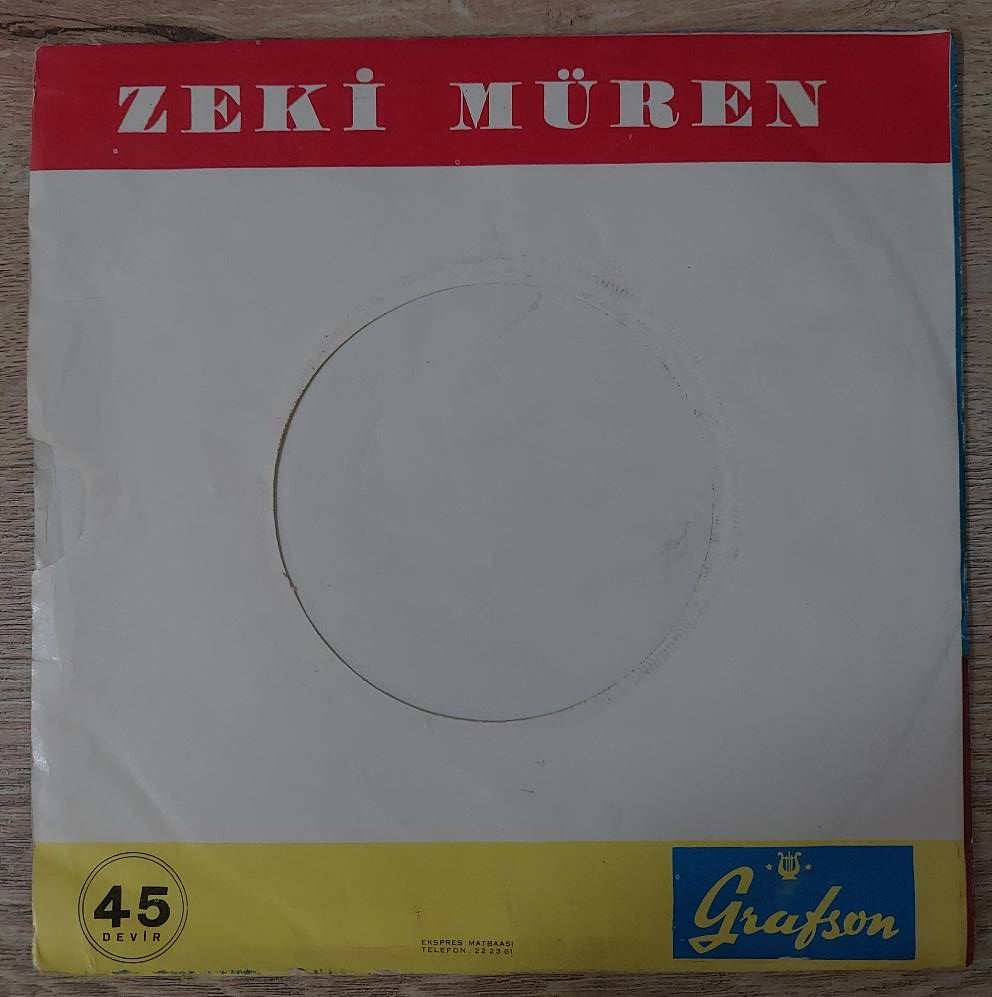 ZEKİ MÜREN
45
DEVİR
EKSPRES MATBAASI
TELEFON : 22 23 61
Grafson